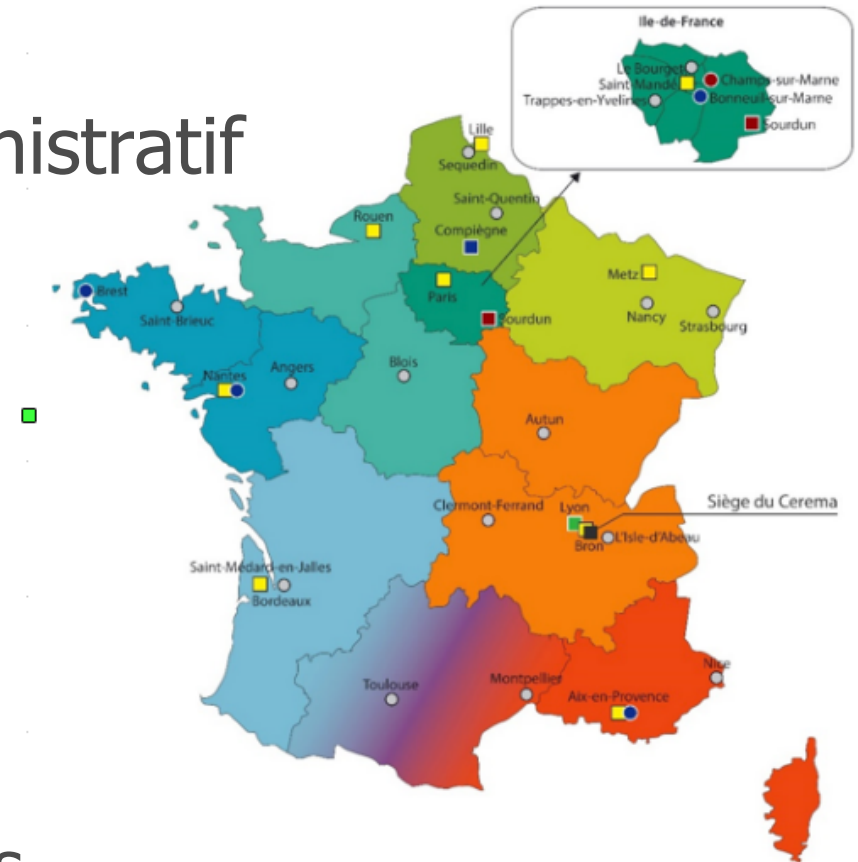 Ile-de-France
Le Bourget
Saint-Mandé
Champs-sur-Marne
Trappes-en-Yvelines
Bonneuil-sur-Marne
Sourdun
nistratif
Lille
Sequedin
Saint-Quentin
Rouen
Compiègne
Metz
Paris
Brest
Nancy
Saint-Brieuc
Sourdun
Strasbourg
Blois
Angers
Nantes
Autun
Siège du Cerema
Clermont-Ferrand
Lyon
Bron
L'Isle-d'Abeau
Saint-Médard-en-Jalles
Bordeaux
Nice
Montpellier
Toulouse
Aix-en-Provence